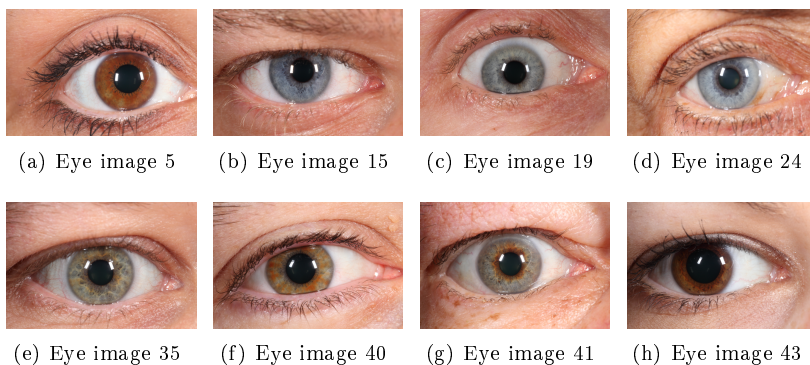 (a) Eye image 5
(b) Eye image 15
(c) Eye image 19
(d) Eye image 24
(e) Eye image 35
(f) Eye image 40
(g) Eye image 41
(h) Eye image 43